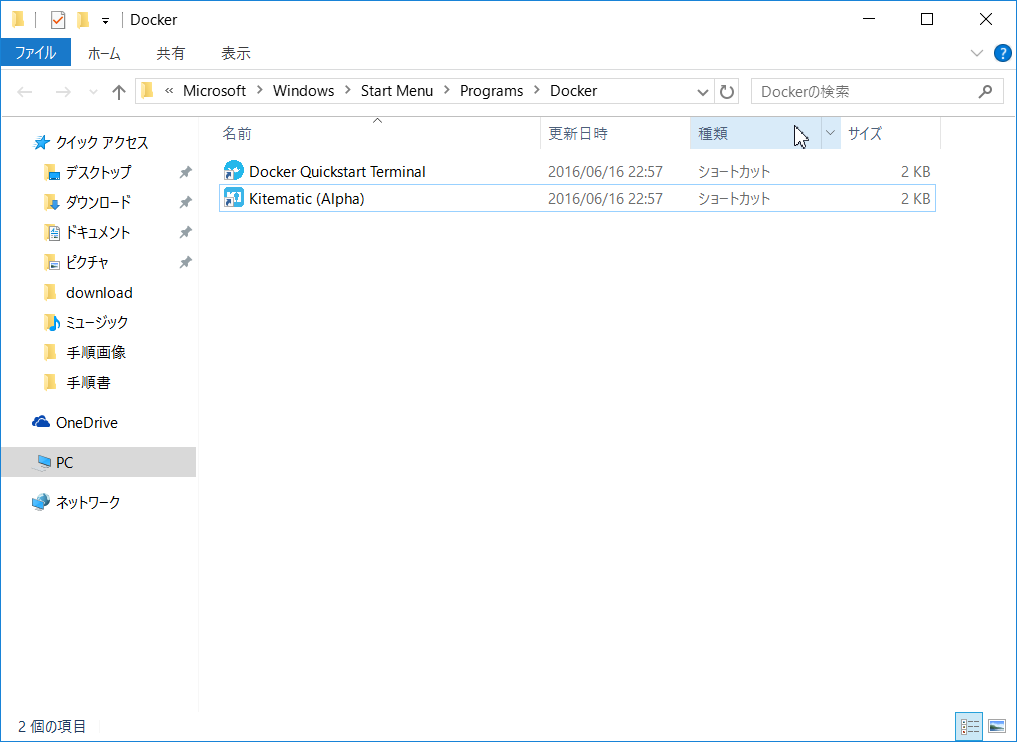 Docker
ファイル ホーム 共有 表示
« Microsoft > Windows > Start Menu > Programs > Docker Dockerの検索
名前 更新日時 種類 サイズ
Docker Quickstart Terminal 2016/06/16 22:57 ショートカット 2 KB
Kitematic (Alpha) 2016/06/16 22:57 ショートカット 2 KB
クイック アクセス
デスクトップ
ダウンロード
ドキュメント
ピクチャ
download
ミュージック
手順画像
手順書
OneDrive
PC
ネットワーク
2 個の項目